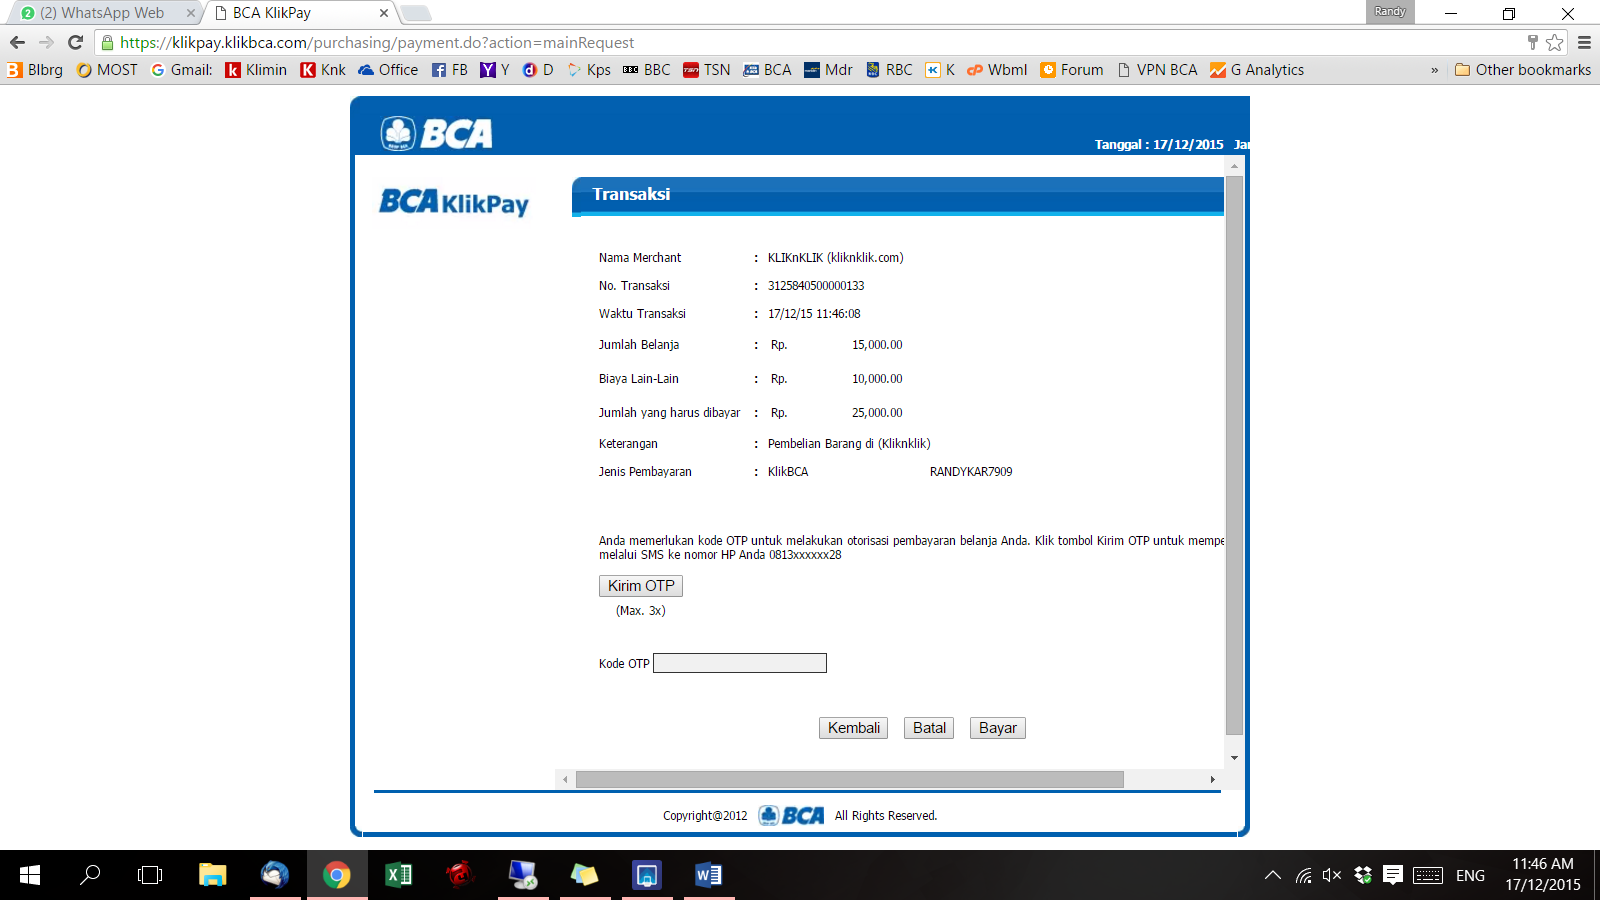 (2) WhatsApp Web
BCA KlikPay
Randy
https://klikpay.klikbca.com/purchasing/payment.do?action=mainRequest
Blbrg MOST Gmail: Klimin Knk Office FB Y D Kps BBC TSN BCA Mdr RBC K Wbml Forum VPN BCA G Analytics » Other bookmarks
BCA
Tanggal : 17/12/2015 Jar
BCA KlikPay
Transaksi
Nama Merchant : KLIKnKLIK (kliknklik.com)
No. Transaksi : 3125840500000133
Waktu Transaksi : 17/12/15 11:46:08
Jumlah Belanja : Rp. 15,000.00
Biaya Lain-Lain : Rp. 10,000.00
Jumlah yang harus dibayar : Rp. 25,000.00
Keterangan : Pembelian Barang di (Kliknklik)
Jenis Pembayaran : KlikBCA RANDYKAR7909
Anda memerlukan kode OTP untuk melakukan otorisasi pembayaran belanja Anda. Klik tombol Kirim OTP untuk mempe
melalui SMS ke nomor HP Anda 0813xxxxxx28
Kirim OTP
(Max. 3x)
Kode OTP
Kembali Batal Bayar
Copyright@2012 BCA All Rights Reserved.
ENG
11:46 AM
17/12/2015